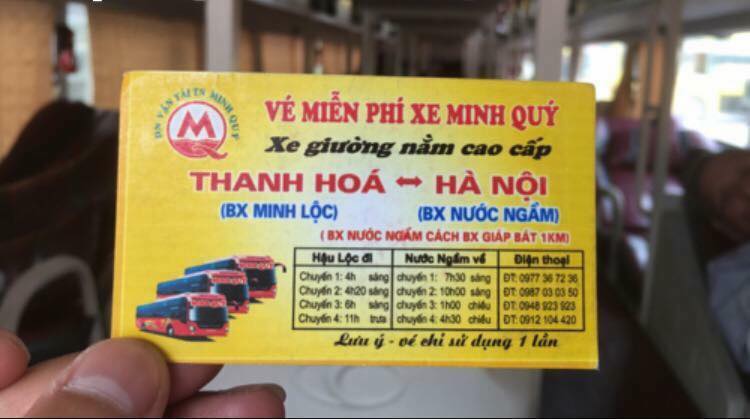 DN VẬN TẢI TN MINH QUÝ
M
VÉ MIỄN PHÍ XE MINH QUÝ
Xe giường nằm cao cấp
THANH HOÁ ↔ HÀ NỘI
(BX MINH LỘC) (BX NƯỚC NGẦM)
( BX NƯỚC NGẦM CÁCH BX GIÁP BÁT 1KM)
Hậu Lộc đi Nước Ngầm về Điện thoại
Chuyến 1: 4h sáng chuyến 1: 7h30 sáng ĐT: 0977 36 72 36
Chuyến 2: 4h20 sáng chuyến 2: 10h00 sáng ĐT: 0987 03 03 50
Chuyến 3: 6h sáng chuyến 3: 1h00 chiều ĐT: 0948 923 923
Chuyến 4: 11h trưa chuyến 4: 4h30 chiều ĐT: 0912 104 420
Lưu ý - vé chỉ sử dụng 1 lần